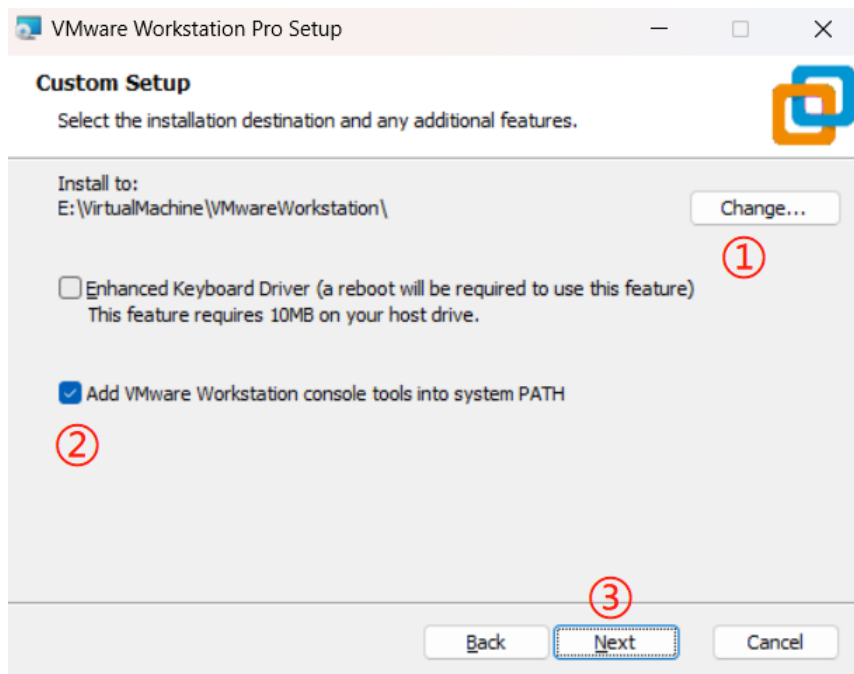 VMware Workstation Pro Setup
Custom Setup
Select the installation destination and any additional features.
Install to:
E:\VirtualMachine\VMwareWorkstation\
Change...
①
Enhanced Keyboard Driver (a reboot will be required to use this feature)
This feature requires 10MB on your host drive.
Add VMware Workstation console tools into system PATH
②
③
Back Next Cancel